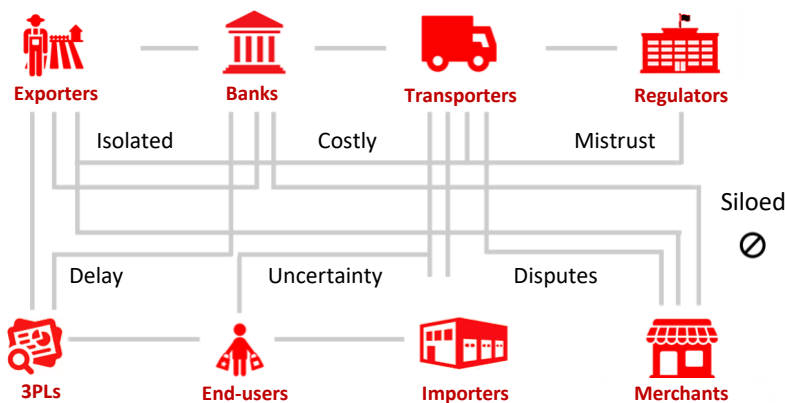 Exporters
Banks
Transporters
Regulators
Isolated
Costly
Mistrust
Siloed
Delay
Uncertainty
Disputes
3PLs
End-users
Importers
Merchants